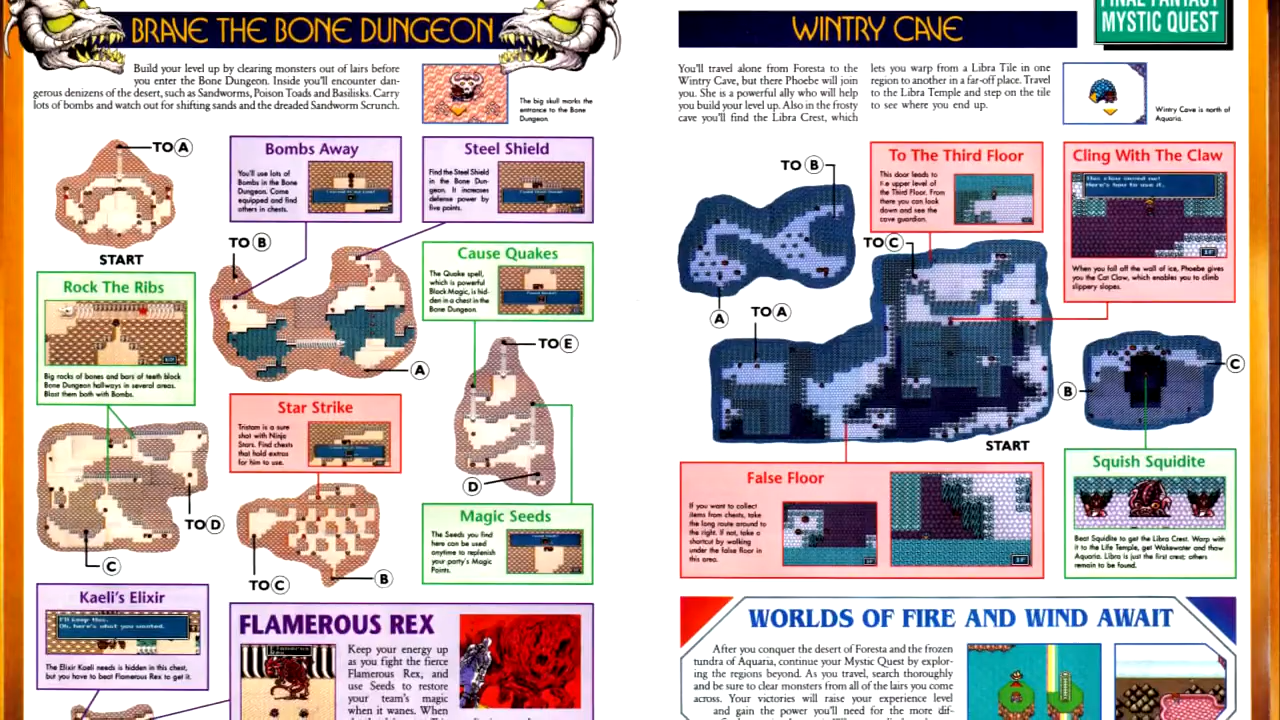 BRAVE THE BONE DUNGEON
Build your level up by clearing monsters out of lairs before
you enter the Bone Dungeon. Inside you'll encounter dan-
gerous denizens of the desert, such as Sandworms, Poison Toads and Basilisks. Carry
lots of bombs and watch out for shifting sands and the dreaded Sandworm Scrunch.
The big skull marks the
entrance to the Bone
Dungeon.
TO A
START
Bombs Away
You'll use lots of
Bombs in the Bone
Dungeon. Come
equipped and find
others in chests.
Steel Shield
Find the Steel Shield
in the Bone Dun-
geon. It increases
defense power by
five points.
TO B
Cause Quakes
The Quake spell,
which is powerful
Black Magic, is hid-
den in a chest in the
Bone Dungeon.
Rock The Ribs
Big rocks of bones and bars of teeth block
Bone Dungeon hallways in several areas.
Blast them both with Bombs.
A
TO E
Star Strike
Tristam is a sure
shot with Ninja
Stars. Find chests
that hold extras
for him to use.
D
TO D
C
TO C
B
Magic Seeds
The Seeds you find
here can be used
anytime to replenish
your party's Magic
Points.
Kaeli's Elixir
I'll keep this.
Oh, here's what you wanted.
The Elixir Kaeli needs is hidden in this chest,
but you have to beat Flamerous Rex to get it.
FLAMEROUS REX
Flamerous
Rex
Keep your energy up
as you fight the fierce
Flamerous Rex, and
use Seeds to restore
your team's magic
when it wanes. When
WINTRY CAVE
FINAL FANTASY
MYSTIC QUEST
You'll travel alone from Foresta to the
Wintry Cave, but there Phoebe will join
you. She is a powerful ally who will help
you build your level up. Also in the frosty
cave you'll find the Libra Crest, which
lets you warp from a Libra Tile in one
region to another in a far-off place. Travel
to the Libra Temple and step on the tile
to see where you end up.
Wintry Cave is north of
Aquaria.
TO B
To The Third Floor
This door leads to
the upper level of
the Third Floor. From
there you can look
down and see the
cave guardian.
Cling With The Claw
This claw saved me!
Here's how to use it.
When you fall off the wall of ice, Phoebe gives
you the Cat Claw, which enables you to climb
slippery slopes.
TO C
A
TO A
C
B
START
False Floor
If you want to collect
items from chests, take
the long route around to
the right. If not, take a
shortcut by walking
under the false floor in
this area.
Squish Squidite
Beat Squidite to get the Libra Crest. Warp with
it to the Life Temple, get Wakewater and thaw
Aquaria. Libra is just the first crest; others
remain to be found.
WORLDS OF FIRE AND WIND AWAIT
After you conquer the desert of Foresta and the frozen
tundra of Aquaria, continue your Mystic Quest by explor-
ing the regions beyond. As you travel, search thoroughly
and be sure to clear monsters from all of the lairs you come
across. Your victories will raise your experience level
and gain the power you'll need for the more dif-